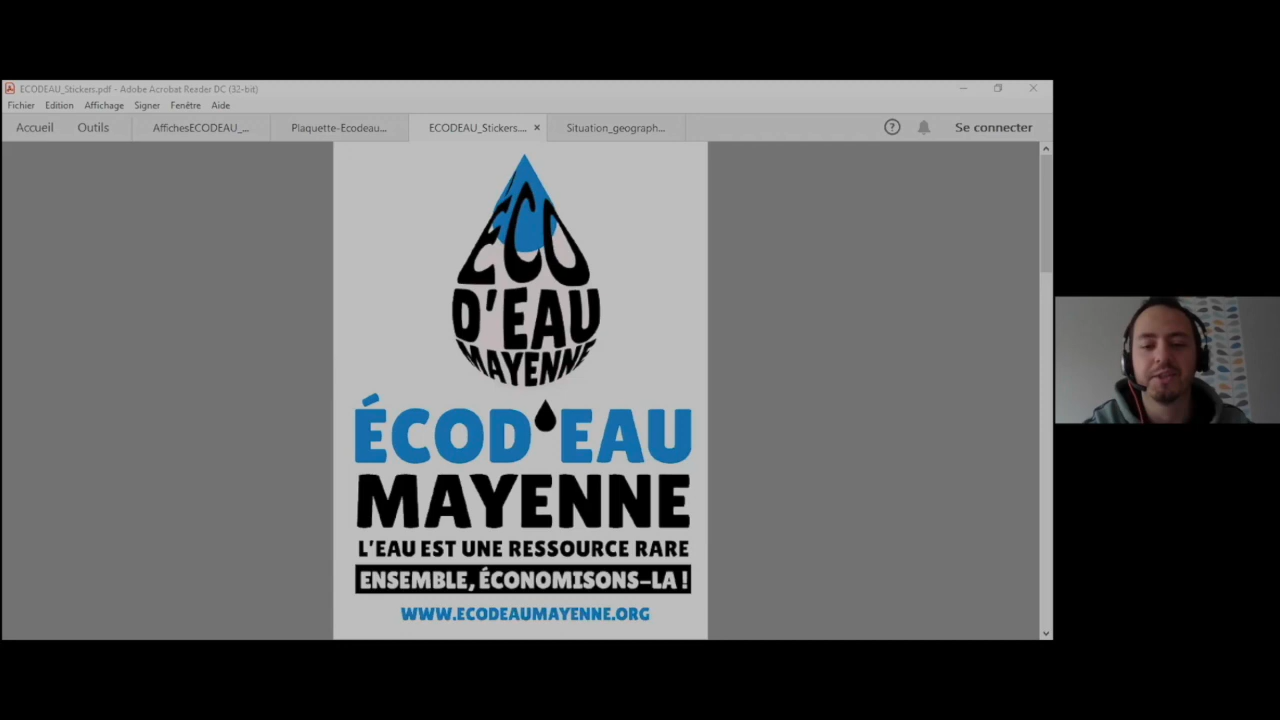 ECODEAU_Stickers.pdf - Adobe Acrobat Reader DC (32-bit)
Fichier Edition Affichage Signer Fenêtre Aide
Accueil Outils AffichesECODEAU_... Plaquette-Ecodeau... ECODEAU_Stickers.... × Situation_geograph... ? Se connecter
ÉCO
D'EAU
MAYENNE
ÉCOD'EAU
MAYENNE
L'EAU EST UNE RESSOURCE RARE
ENSEMBLE, ÉCONOMISONS-LA !
WWW.ECODEAUMAYENNE.ORG